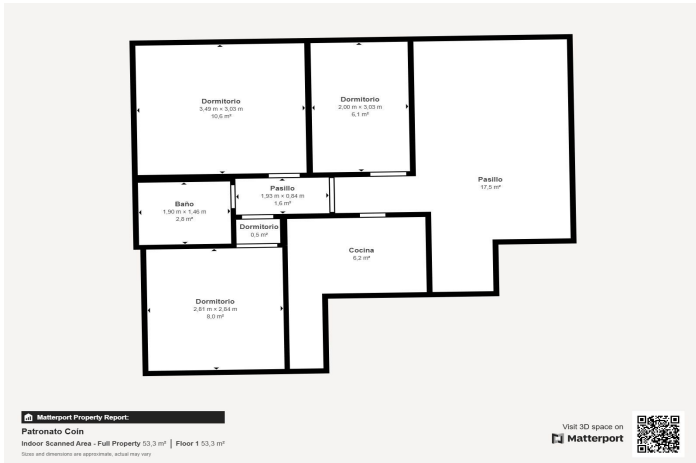 Dormitorio
3,49 m × 3,03 m
10,6 m²
Dormitorio
2,00 m × 3,03 m
6,1 m²
Pasillo
17,5 m²
Baño
1,90 m × 1,46 m
2,8 m²
Pasillo
1,93 m × 0,84 m
1,6 m²
Dormitorio
0,5 m²
Cocina
6,2 m²
Dormitorio
2,81 m × 2,84 m
8,0 m²
Matterport Property Report:
Patronato Coín
Indoor Scanned Area - Full Property 53,3 m² | Floor 1 53,3 m²
Sizes and dimensions are approximate, actual may vary
Visit 3D space on
Matterport